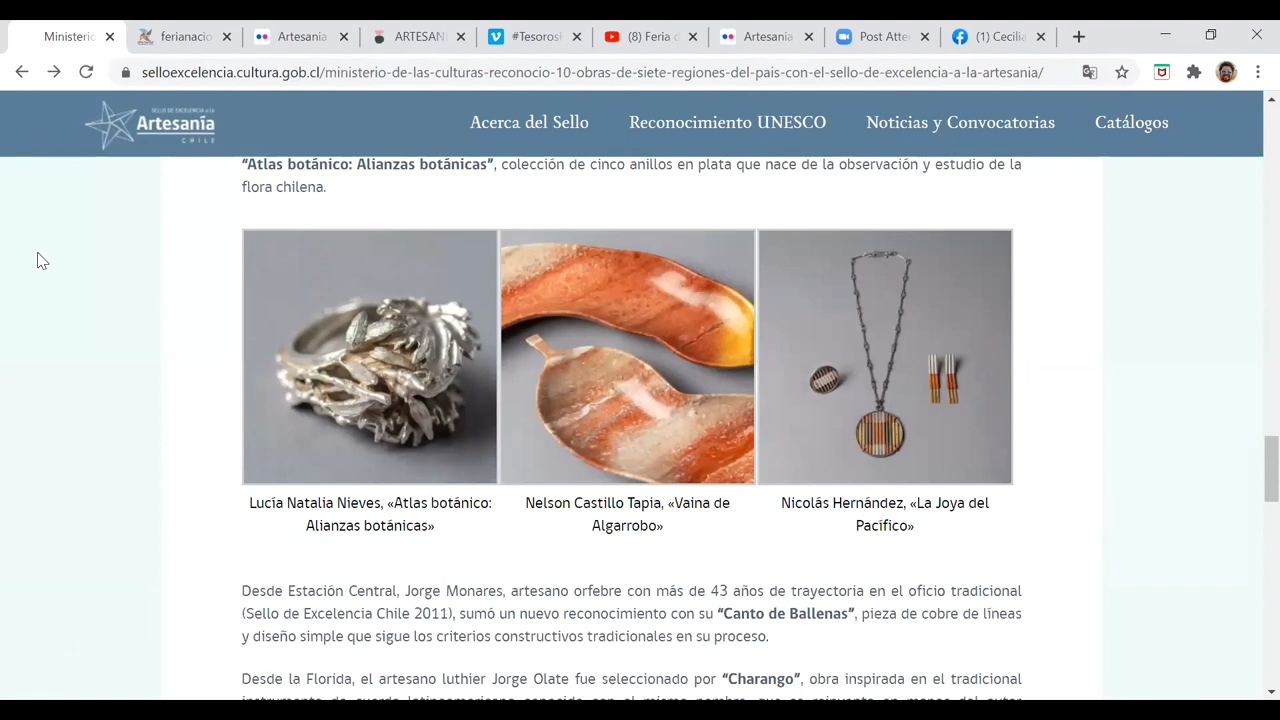 Ministerio
ferianacio
Artesania
ARTESAN
#Tesoros
(8) Feria d
Artesania
Post Atte
(1) Cecilia
selloexcelencia.cultura.gob.cl/ministerio-de-las-culturas-reconocio-10-obras-de-siete-regiones-del-pais-con-el-sello-de-excelencia-a-la-artesania/
SELLO DE EXCELENCIA a la
Artesanía
CHILE
Acerca del Sello
Reconocimiento UNESCO
Noticias y Convocatorias
Catálogos
“Atlas botánico: Alianzas botánicas”, colección de cinco anillos en plata que nace de la observación y estudio de la
flora chilena.
Lucía Natalia Nieves, «Atlas botánico:
Alianzas botánicas»
Nelson Castillo Tapia, «Vaina de
Algarrobo»
Nicolás Hernández, «La Joya del
Pacífico»
Desde Estación Central, Jorge Monares, artesano orfebre con más de 43 años de trayectoria en el oficio tradicional
(Sello de Excelencia Chile 2011), sumó un nuevo reconocimiento con su “Canto de Ballenas”, pieza de cobre de líneas
y diseño simple que sigue los criterios constructivos tradicionales en su proceso.
Desde la Florida, el artesano luthier Jorge Olate fue seleccionado por “Charango”, obra inspirada en el tradicional